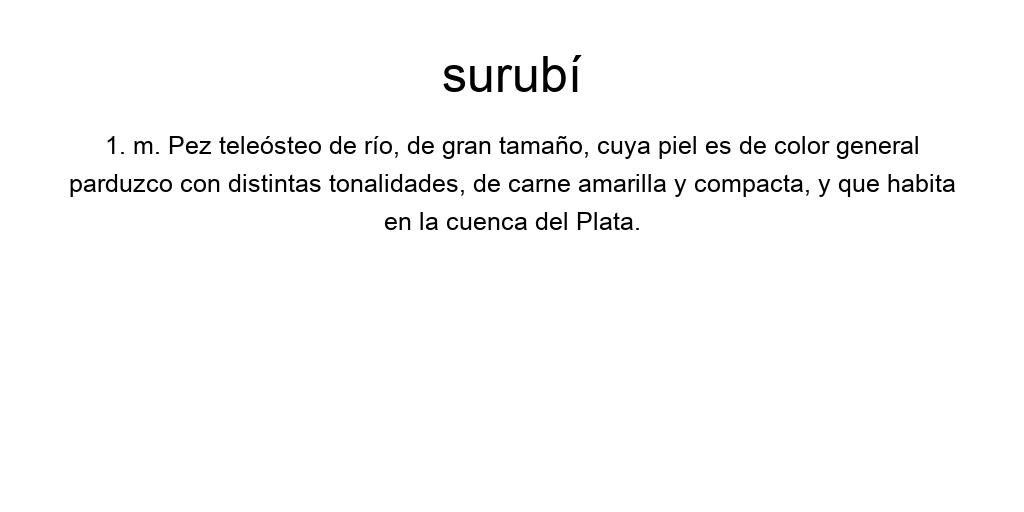 surubí
1. m. Pez teleósteo de río, de gran tamaño, cuya piel es de color general
parduzco con distintas tonalidades, de carne amarilla y compacta, y que habita
en la cuenca del Plata.